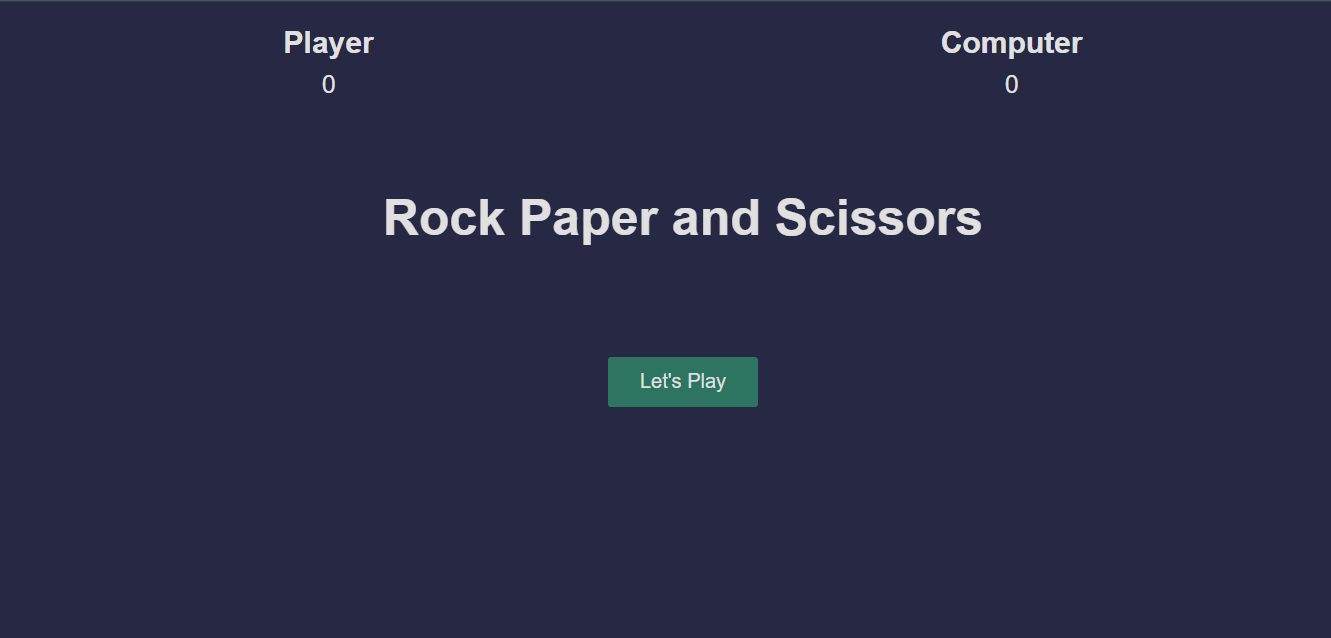 Player
Computer
0
0
Rock Paper and Scissors
Let's Play